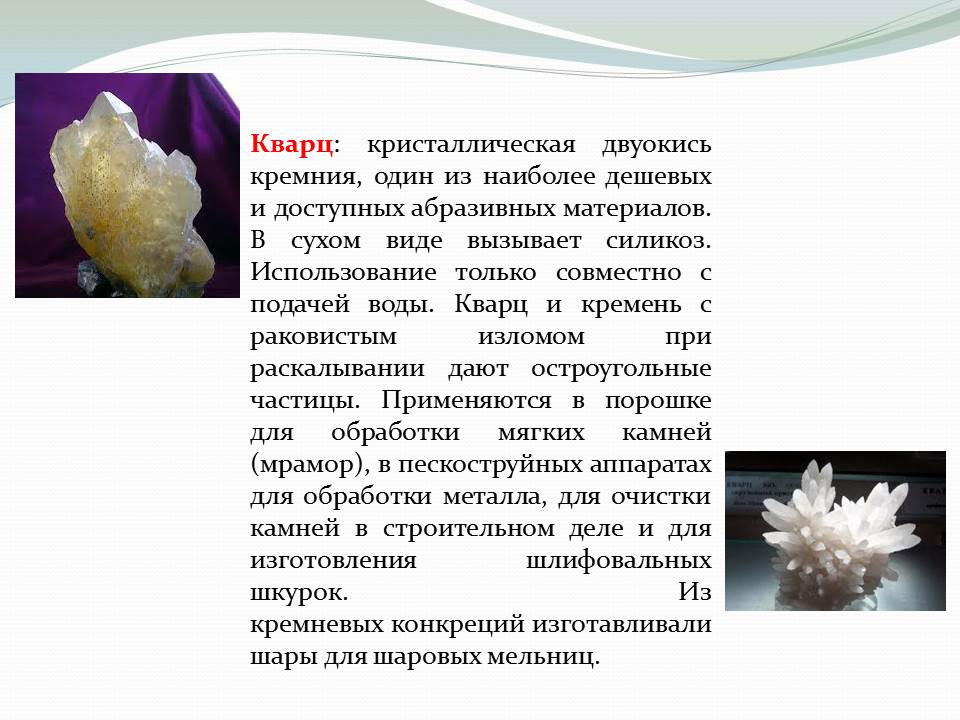 Кварц: кристаллическая двуокись
кремния, один из наиболее дешевых
и доступных абразивных материалов.
В сухом виде вызывает силикоз.
Использование только совместно с
подачей воды. Кварц и кремень с
раковистым изломом при
раскалывании дают остроугольные
частицы. Применяются в порошке
для обработки мягких камней
(мрамор), в пескоструйных аппаратах
для обработки металла, для очистки
камней в строительном деле и для
изготовления шлифовальных
шкурок. Из
кремневых конкреций изготавливали
шары для шаровых мельниц.